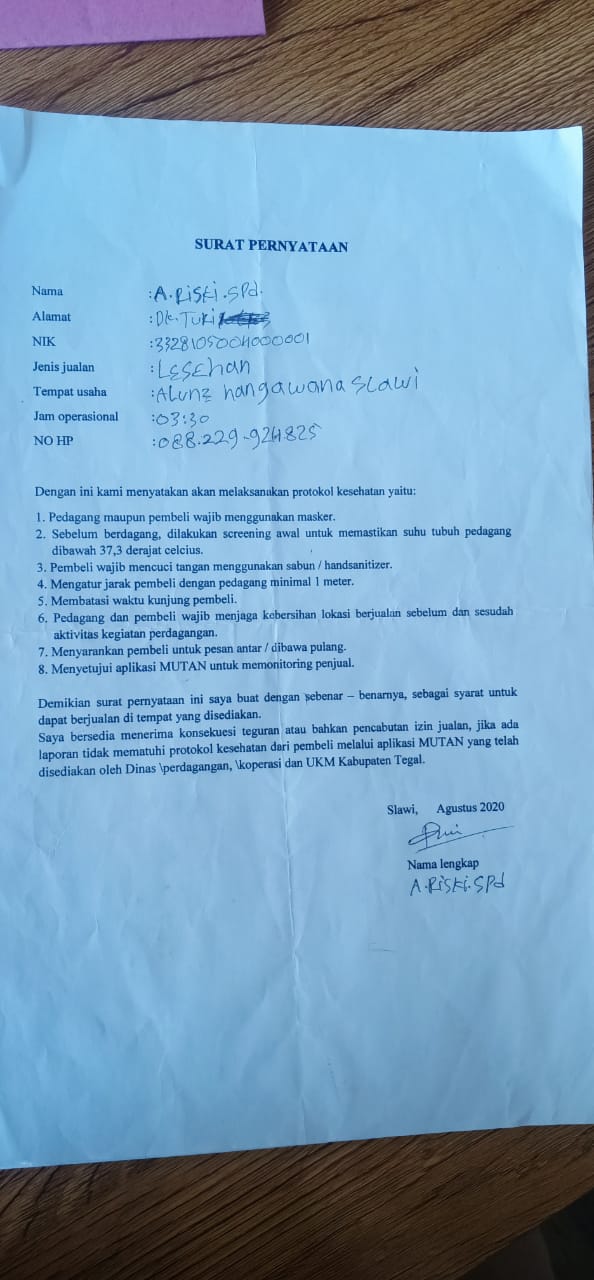 SURAT PERNYATAAN
Nama :A.Riski.SPd.
Alamat :Dk.TuRi
NIK :3328105004000001
Jenis jualan :LESEhan
Tempat usaha :ALunz hangawana SLawi
Jam operasional :03:30
NO HP :088.229-924825
Dengan ini kami menyatakan akan melaksanakan protokol kesehatan yaitu:
1. Pedagang maupun pembeli wajib menggunakan masker.
2. Sebelum berdagang, dilakukan screening awal untuk memastikan suhu tubuh pedagang
dibawah 37,3 derajat celcius.
3. Pembeli wajib mencuci tangan menggunakan sabun / handsanitizer.
4. Mengatur jarak pembeli dengan pedagang minimal 1 meter.
5. Membatasi waktu kunjung pembeli.
6. Pedagang dan pembeli wajib menjaga kebersihan lokasi berjualan sebelum dan sesudah
aktivitas kegiatan perdagangan.
7. Menyarankan pembeli untuk pesan antar / dibawa pulang.
8. Menyetujui aplikasi MUTAN untuk memonitoring penjual.
Demikian surat pernyataan ini saya buat dengan sebenar – benarnya, sebagai syarat untuk
dapat berjualan di tempat yang disediakan.
Saya bersedia menerima konsekuesi teguran atau bahkan pencabutan izin jualan, jika ada
laporan tidak mematuhi protokol kesehatan dari pembeli melalui aplikasi MUTAN yang telah
disediakan oleh Dinas \perdagangan, \koperasi dan UKM Kabupaten Tegal.
Slawi, Agustus 2020
Nama lengkap
A.Riski.SPd